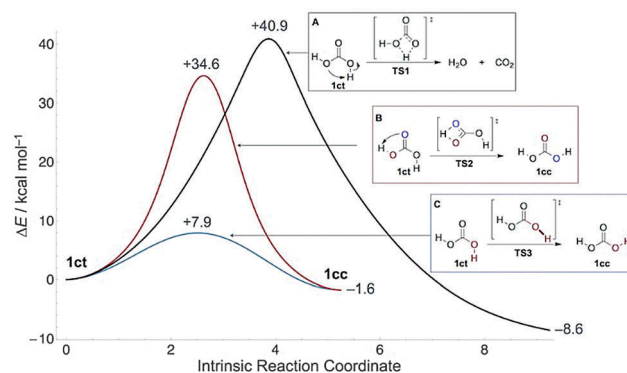 +40.9
+34.6
+7.9
1ct
1cc
−1.6
−8.6
40
30
20
10
0
−10
ΔE / kcal mol⁻¹
0
2
4
6
8
Intrinsic Reaction Coordinate
A
O
H O O
H
1ct
O
HO O
H
‡
TS1
H₂O + CO₂
B
O
H O O H
1ct
H O O O H
‡
TS2
O
H O O H
1cc
C
O
H O O
H
1ct
O
H O O H
‡
TS3
O
H O O H
1cc